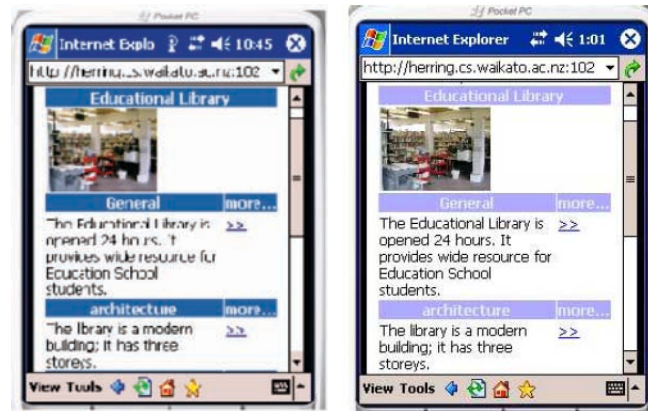 Pocket PC
Internet Explo 10:45
http://herring.cs.waikato.ac.nz:102
Educational Library
General more...
The Educational Library is >>
opened 24 hours. It
provides wide resource for
Education School
students.
architecture more...
The library is a modern >>
building; it has three
storeys.
View Tools
Pocket PC
Internet Explorer 1:01
http://herring.cs.waikato.ac.nz:102
Educational Library
General more...
The Educational Library is >>
opened 24 hours. It
provides wide resource for
Education School
students.
architecture more...
The library is a modern >>
building; it has three
storeys.
View Tools